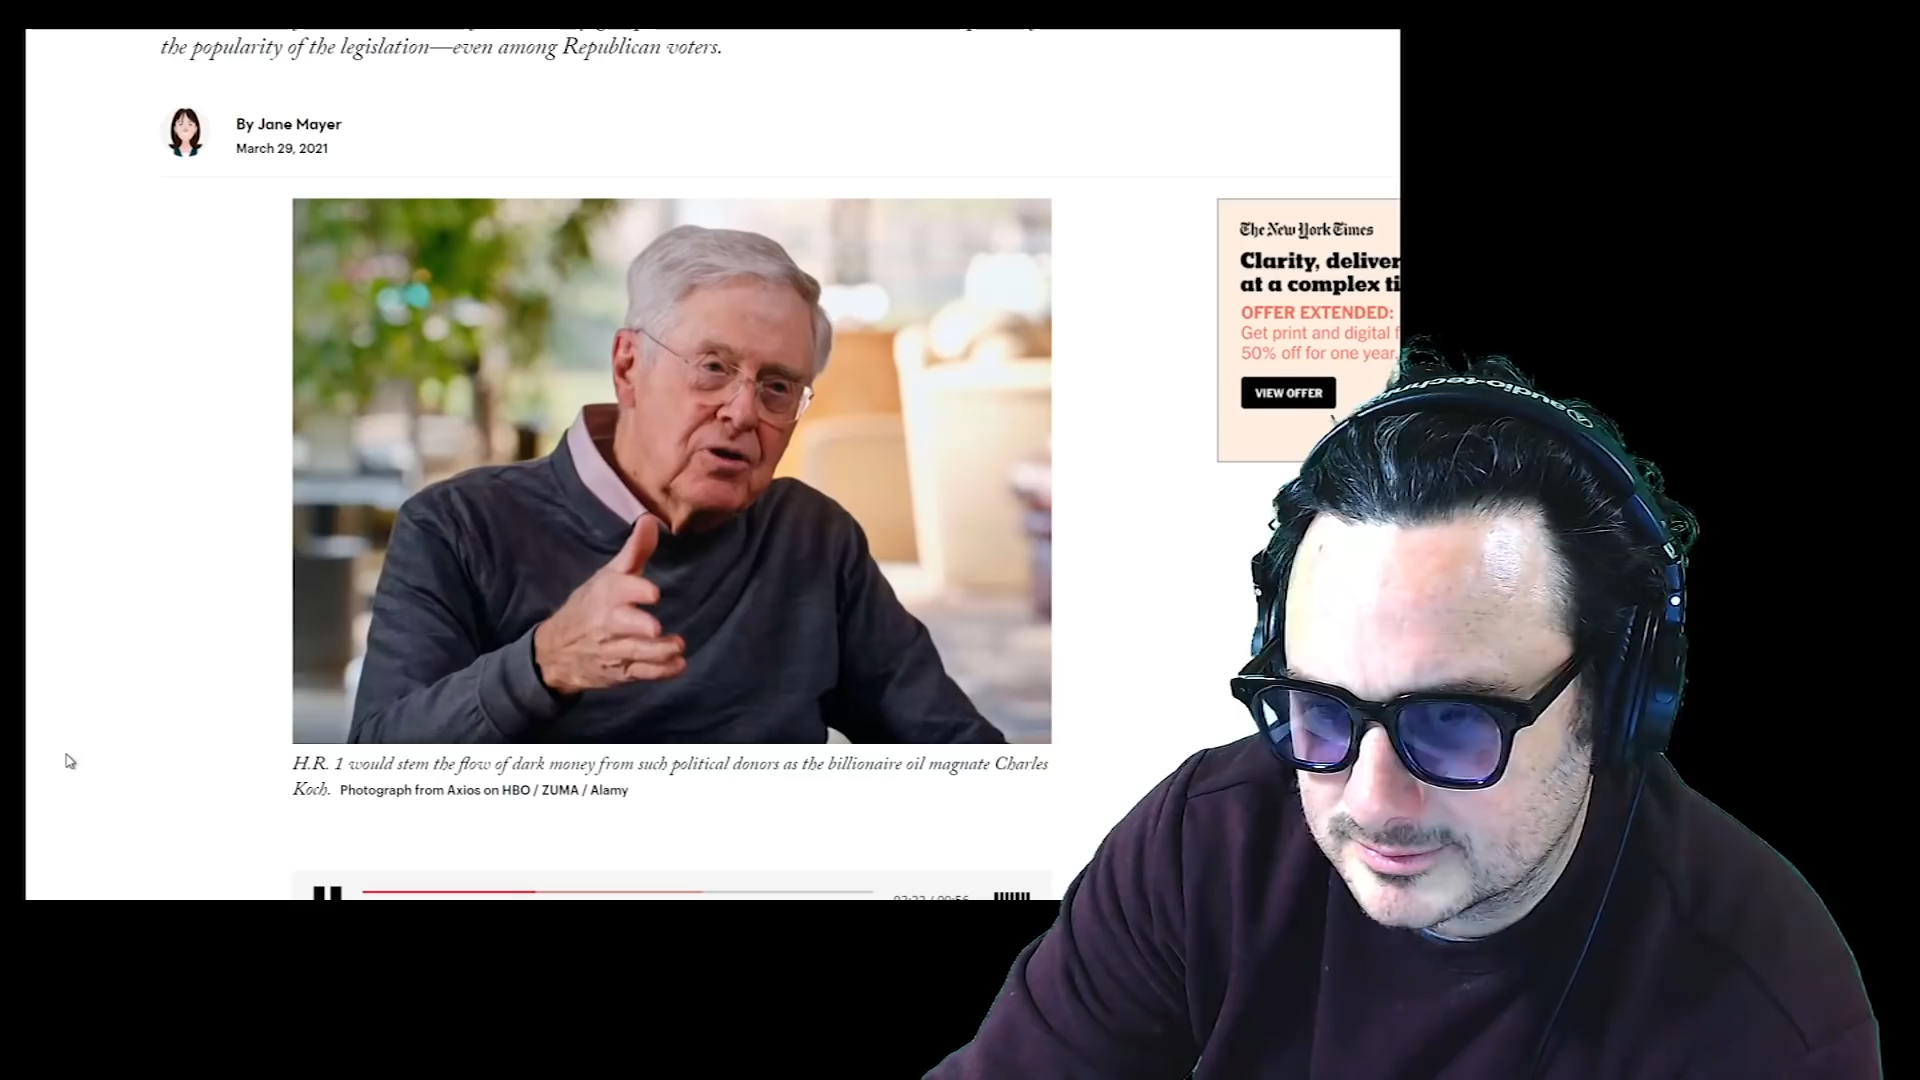 the popularity of the legislation—even among Republican voters.
By Jane Mayer
March 29, 2021
The New York Times
Clarity, deliver
at a complex ti
OFFER EXTENDED:
Get print and digital f
50% off for one year.
VIEW OFFER
audio-techni
H.R. 1 would stem the flow of dark money from such political donors as the billionaire oil magnate Charles
Koch. Photograph from Axios on HBO / ZUMA / Alamy